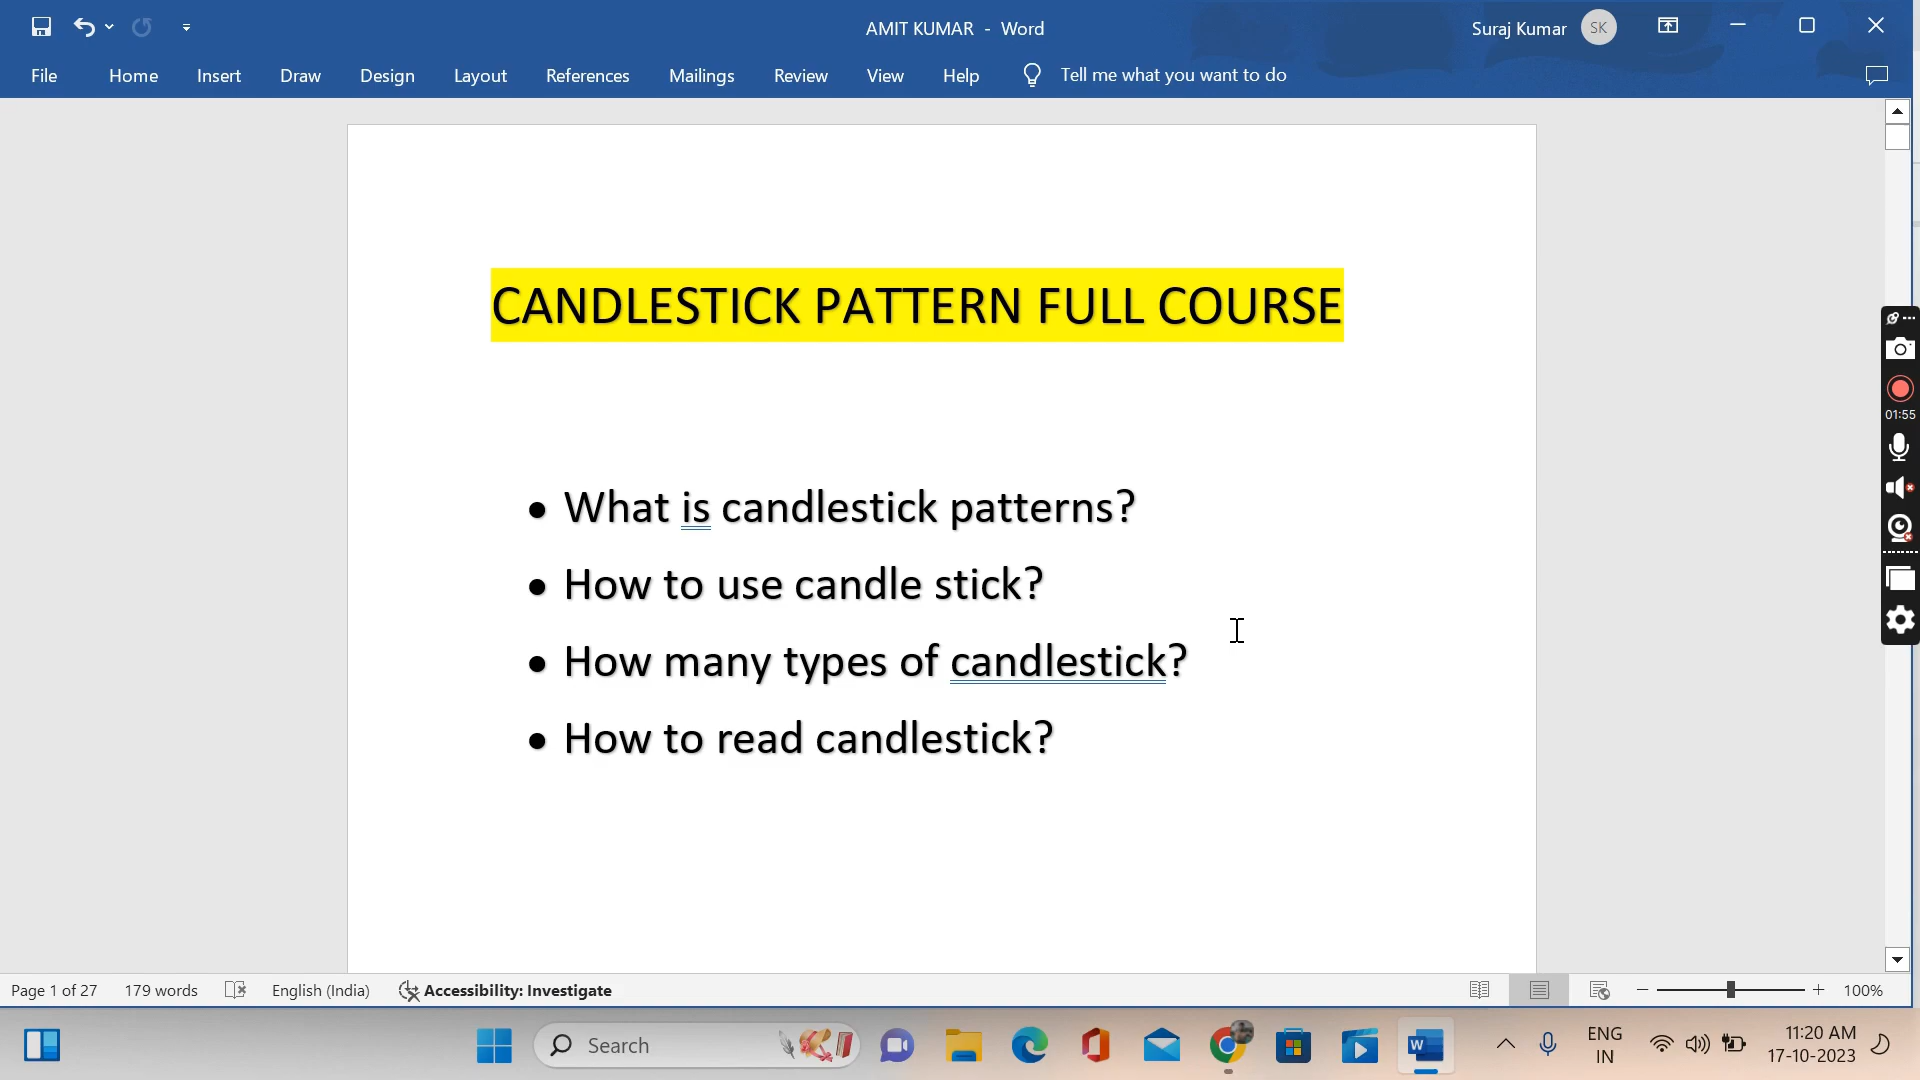 AMIT KUMAR - Word
Suraj Kumar
SK
File
Home
Insert
Draw
Design
Layout
References
Mailings
Review
View
Help
Tell me what you want to do
CANDLESTICK PATTERN FULL COURSE
• What is candlestick patterns?
• How to use candle stick?
• How many types of candlestick?
• How to read candlestick?
01:55
Page 1 of 27
179 words
English (India)
Accessibility: Investigate
100%
Search
ENG
IN
11:20 AM
17-10-2023